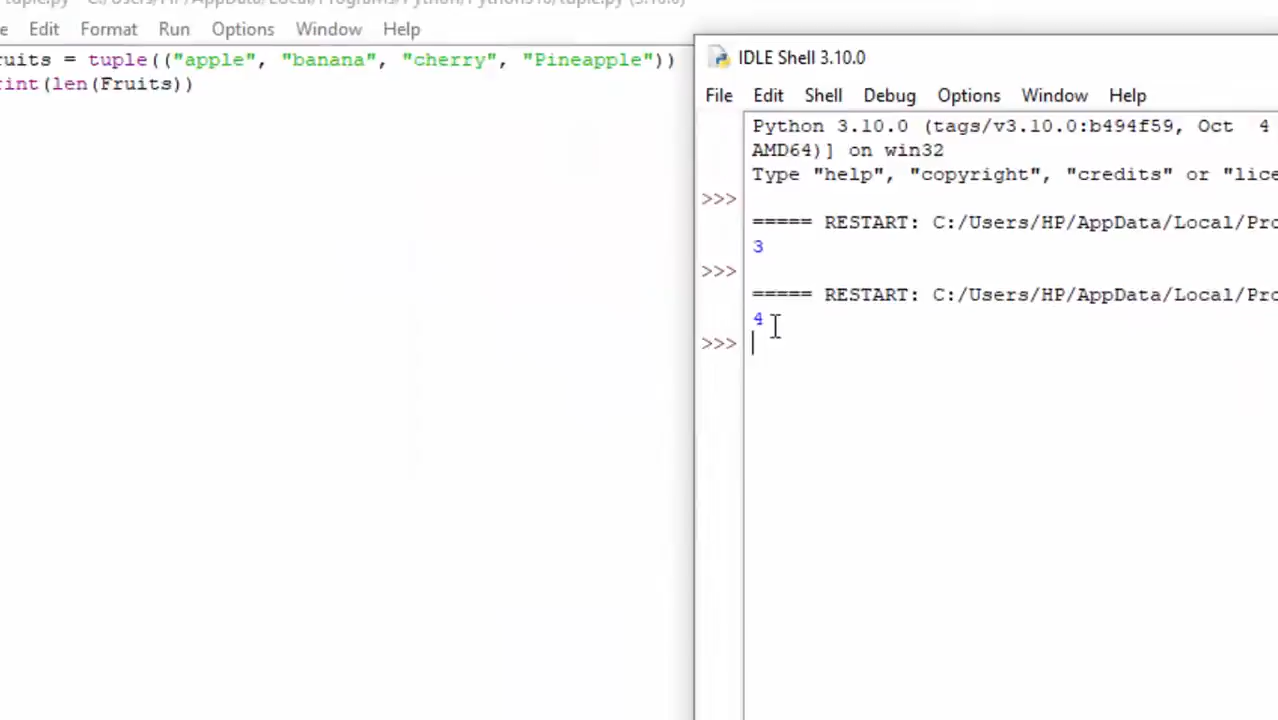 Edit Format Run Options Window Help
= tuple(("apple", "banana", "cherry", "Pineapple"))
(len(Fruits))
IDLE Shell 3.10.0
File Edit Shell Debug Options Window Help
Python 3.10.0 (tags/v3.10.0:b494f59, Oct 4
AMD64)] on win32
Type "help", "copyright", "credits" or "lice
>>>
===== RESTART: C:/Users/HP/AppData/Local/Pro
3
>>>
===== RESTART: C:/Users/HP/AppData/Local/Pro
4
>>>